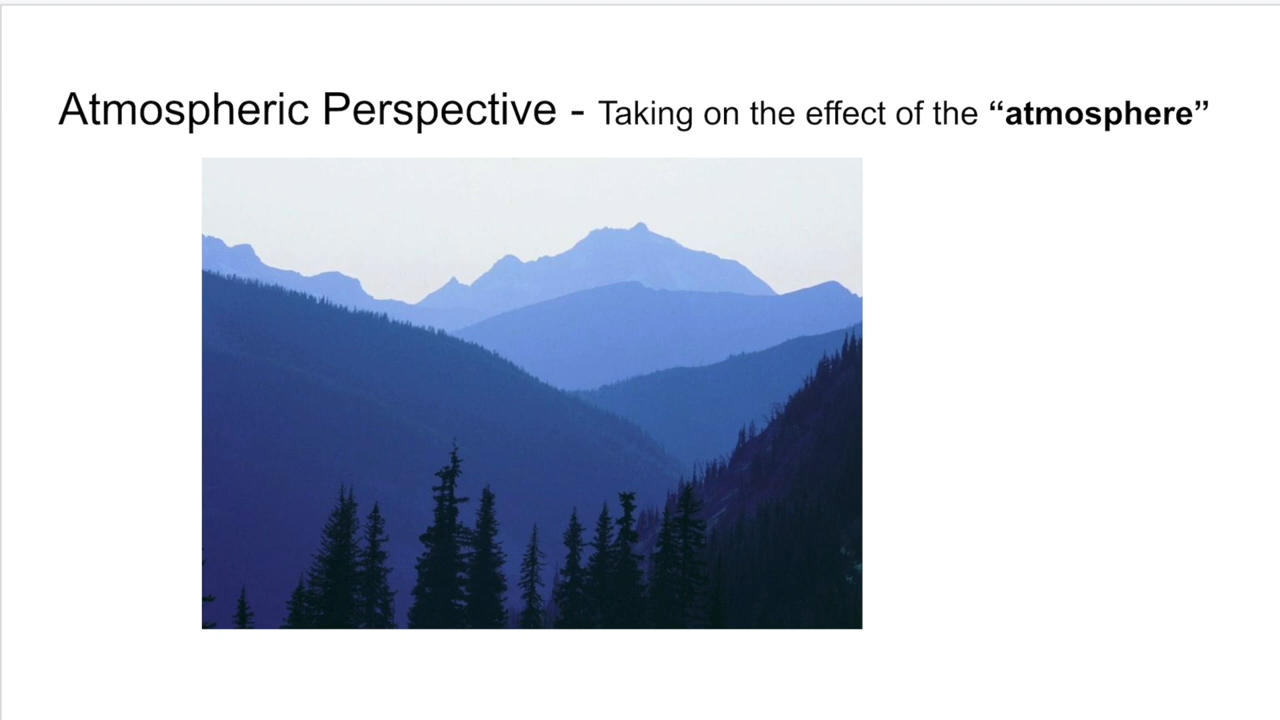 Atmospheric Perspective - Taking on the effect of the “atmosphere”